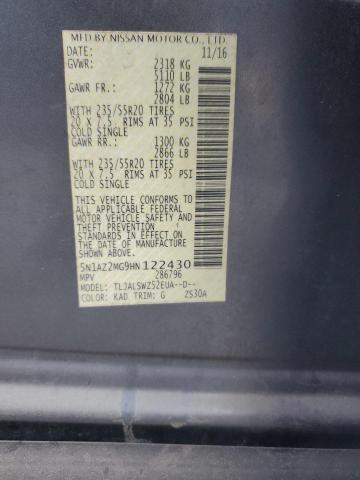 MFD BY NISSAN MOTOR CO., LTD.
DATE: 11/16
GVWR: 2318 KG
5110 LB
GAWR FR.: 1272 KG
2804 LB
WITH 235/55R20 TIRES
20 X 7.5, RIMS AT 35 PSI
COLD SINGLE
GAWR RR.: 1300 KG
2866 LB
WITH 235/55R20 TIRES
20 X 7.5, RIMS AT 35 PSI
COLD SINGLE
THIS VEHICLE CONFORMS TO ALL
APPLICABLE U.S. FEDERAL
MOTOR VEHICLE SAFETY
AND THEFT PREVENTION
STANDARDS IN EFFECT ON
THE DATE OF MANUFACTURE
SHOWN ABOVE.
5N1AZ2MG9HN122430
MPV 286796
MODEL: TLJALSWZ52EUA--D--
COLOR: KAD TRIM: G ZS30A